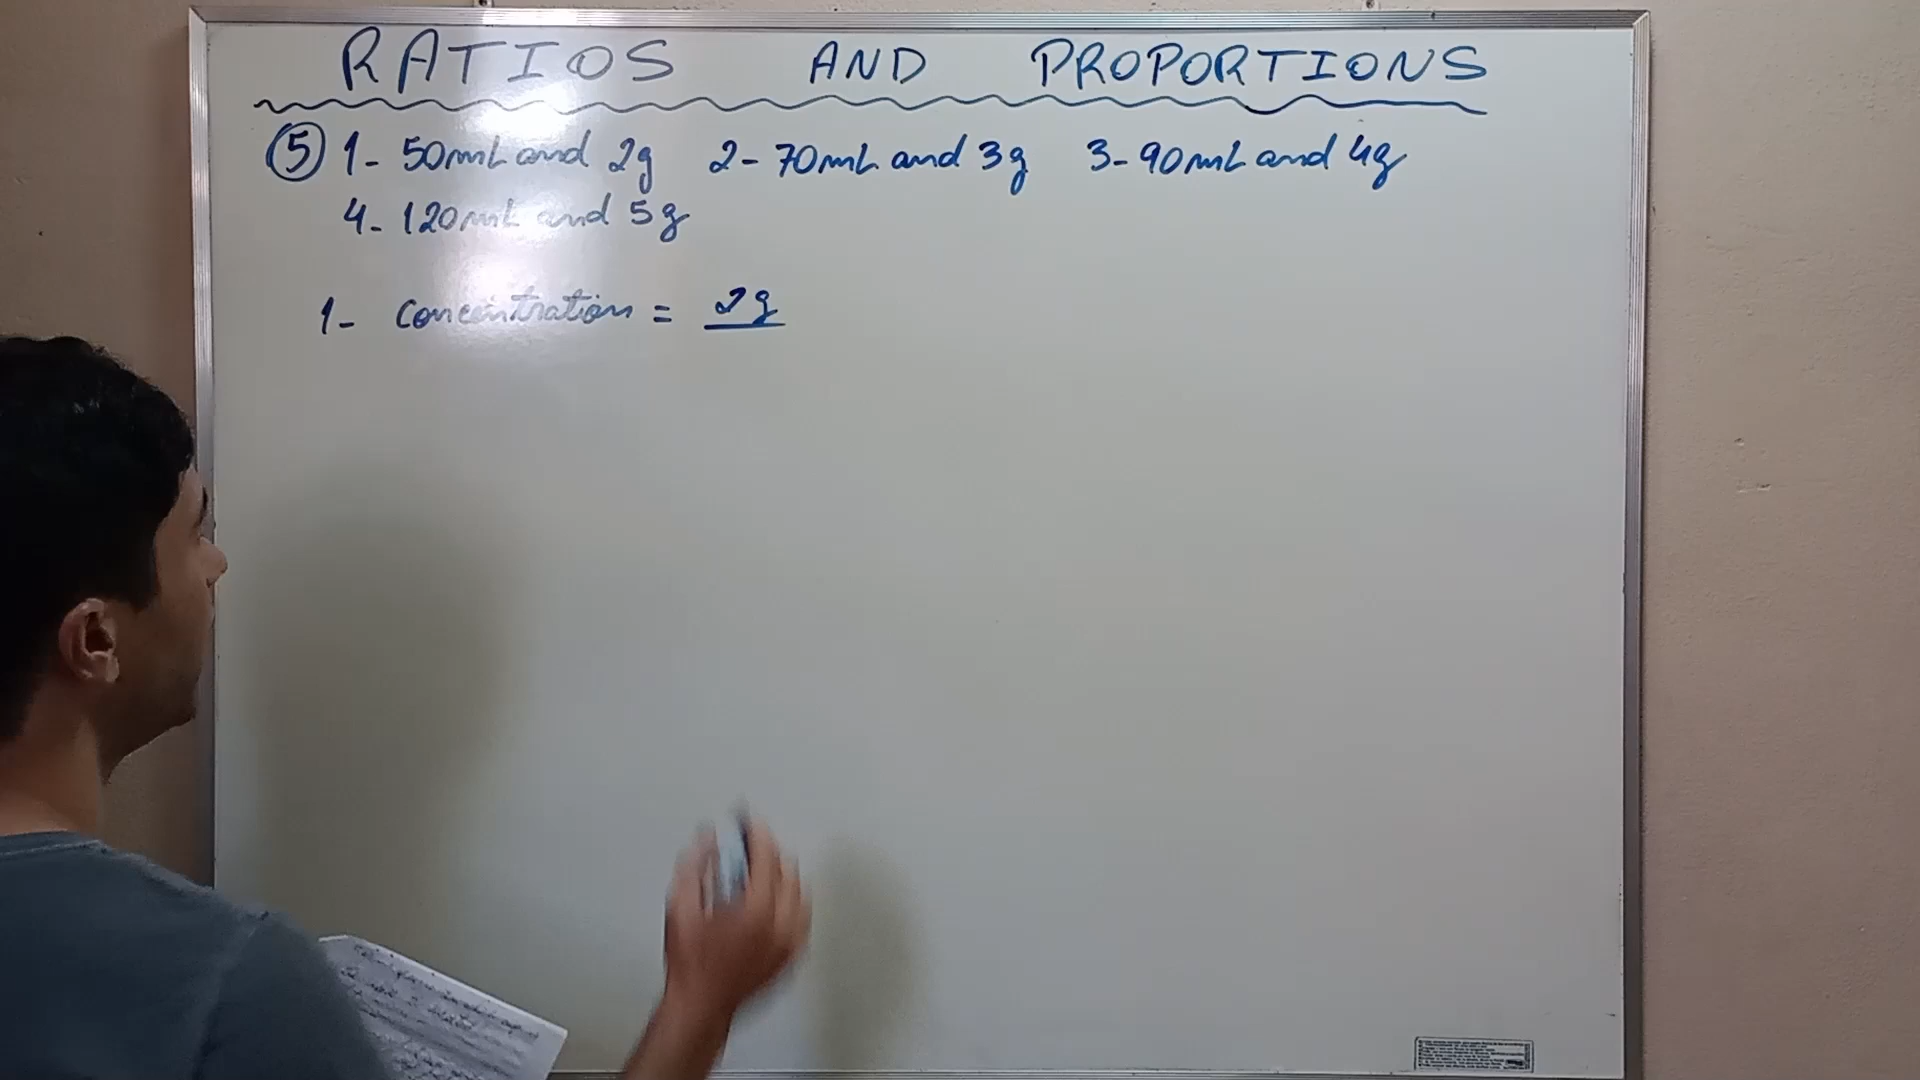 RATIOS AND PROPORTIONS
5 1- 50mL and 2g 2- 70mL and 3g 3- 90mL and 4g
4- 120mL and 5g
1- Concentration = 2g